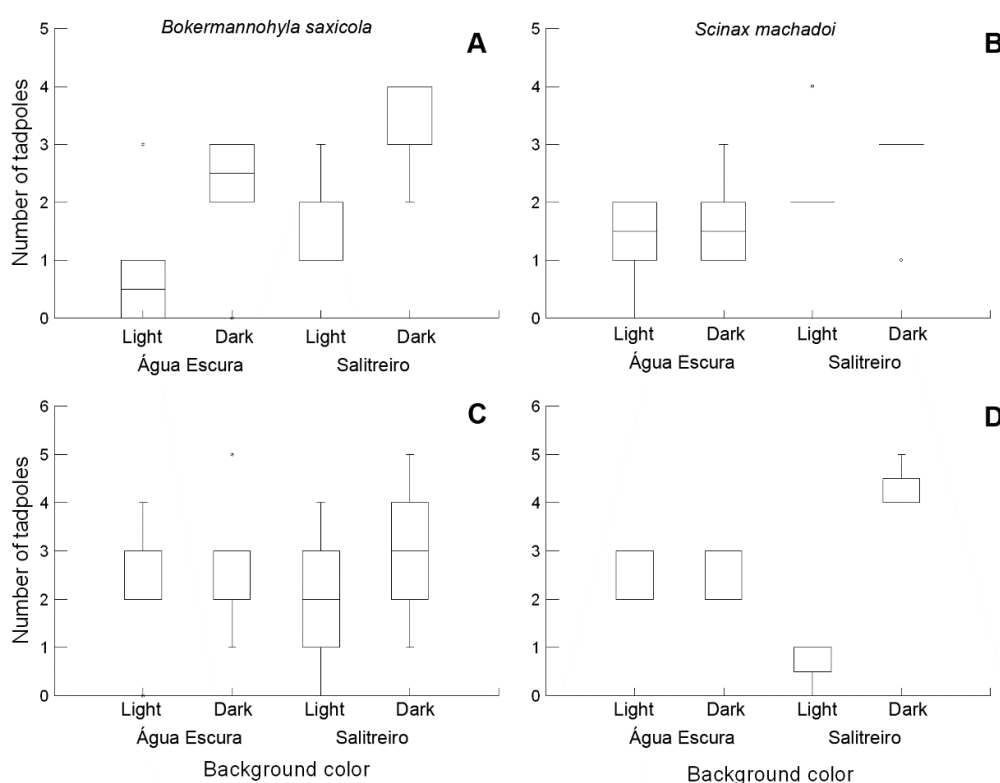 Bokermannohyla saxicola
A
Number of tadpoles
5
4
3
2
1
0
Light Dark Light Dark
Água Escura Salitreiro
Scinax machadoi
B
5
4
3
2
1
0
Light Dark Light Dark
Água Escura Salitreiro
C
Number of tadpoles
6
5
4
3
2
1
0
Light Dark Light Dark
Água Escura Salitreiro
Background color
D
6
5
4
3
2
1
0
Light Dark Light Dark
Água Escura Salitreiro
Background color